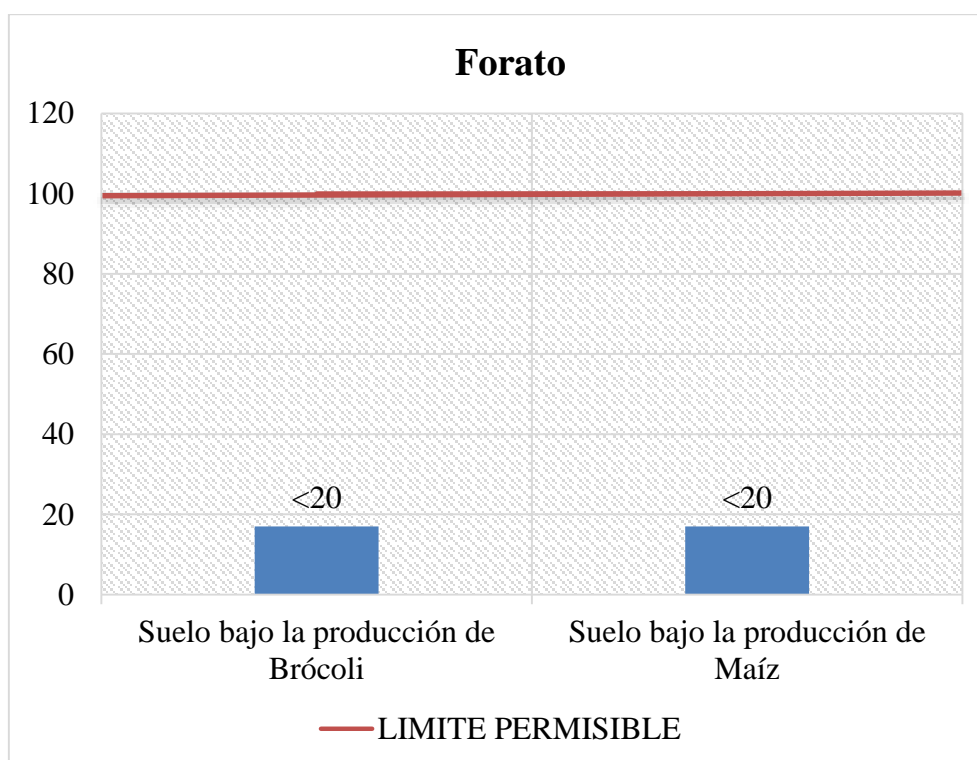 Forato
120
100
80
60
40
20
0
<20
<20
Suelo bajo la producción de
Brócoli
Suelo bajo la producción de
Maíz
LIMITE PERMISIBLE